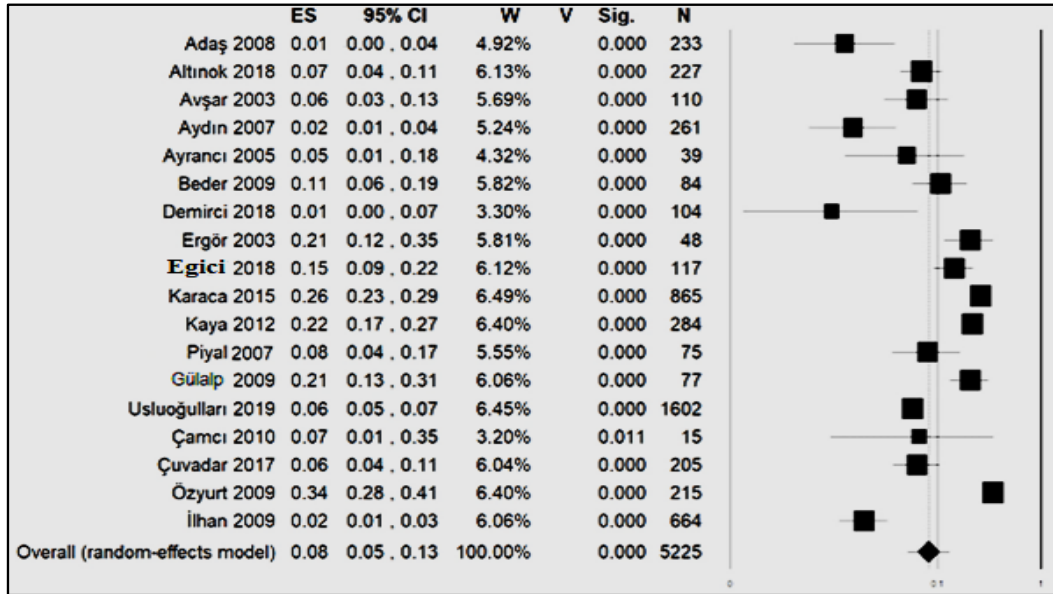 ES 95% CI W V Sig. N
Adaş 2008 0.01 0.00 , 0.04 4.92% 0.000 233
Altınok 2018 0.07 0.04 , 0.11 6.13% 0.000 227
Avşar 2003 0.06 0.03 , 0.13 5.69% 0.000 110
Aydın 2007 0.02 0.01 , 0.04 5.24% 0.000 261
Ayrancı 2005 0.05 0.01 , 0.18 4.32% 0.000 39
Beder 2009 0.11 0.06 , 0.19 5.82% 0.000 84
Demirci 2018 0.01 0.00 , 0.07 3.30% 0.000 104
Ergör 2003 0.21 0.12 , 0.35 5.81% 0.000 48
Egici 2018 0.15 0.09 , 0.22 6.12% 0.000 117
Karaca 2015 0.26 0.23 , 0.29 6.49% 0.000 865
Kaya 2012 0.22 0.17 , 0.27 6.40% 0.000 284
Piyal 2007 0.08 0.04 , 0.17 5.55% 0.000 75
Gülalp 2009 0.21 0.13 , 0.31 6.06% 0.000 77
Usluoğulları 2019 0.06 0.05 , 0.07 6.45% 0.000 1602
Çamcı 2010 0.07 0.01 , 0.35 3.20% 0.011 15
Çuvadar 2017 0.06 0.04 , 0.11 6.04% 0.000 205
Özyurt 2009 0.34 0.28 , 0.41 6.40% 0.000 215
İlhan 2009 0.02 0.01 , 0.03 6.06% 0.000 664
Overall (random-effects model) 0.08 0.05 , 0.13 100.00% 0.000 5225
0 0.1 1